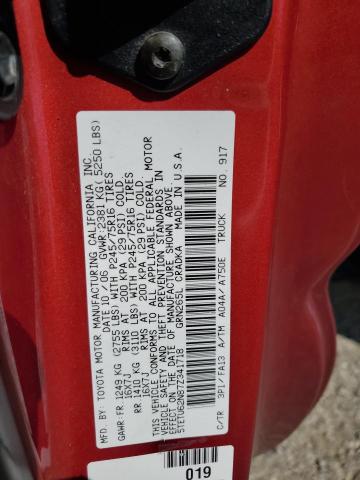 MFD. BY: TOYOTA MOTOR MANUFACTURING CALIFORNIA, INC.
DATE 10 / 06 GVWR 2381 KG ( 5250 LBS)
GAWR:FR 1249 KG (2755 LBS) WITH P245/75R16 TIRES
16X7J RIMS AT 200 KPA (29 PSI) COLD
RR 1410 KG (3110 LBS) WITH P245/75R16 TIRES
16X7J RIMS AT 200 KPA (29 PSI) COLD
THIS VEHICLE CONFORMS TO ALL APPLICABLE FEDERAL MOTOR
VEHICLE SAFETY AND THEFT PREVENTION STANDARDS IN
EFFECT ON THE DATE OF MANUFACTURE SHOWN ABOVE.
5TETU62N87Z341718 GRN265L CRADKA MADE IN U.S.A.
C/TR 3P1/FA13 A/TM A04A/A750E TRUCK NO. 917
019